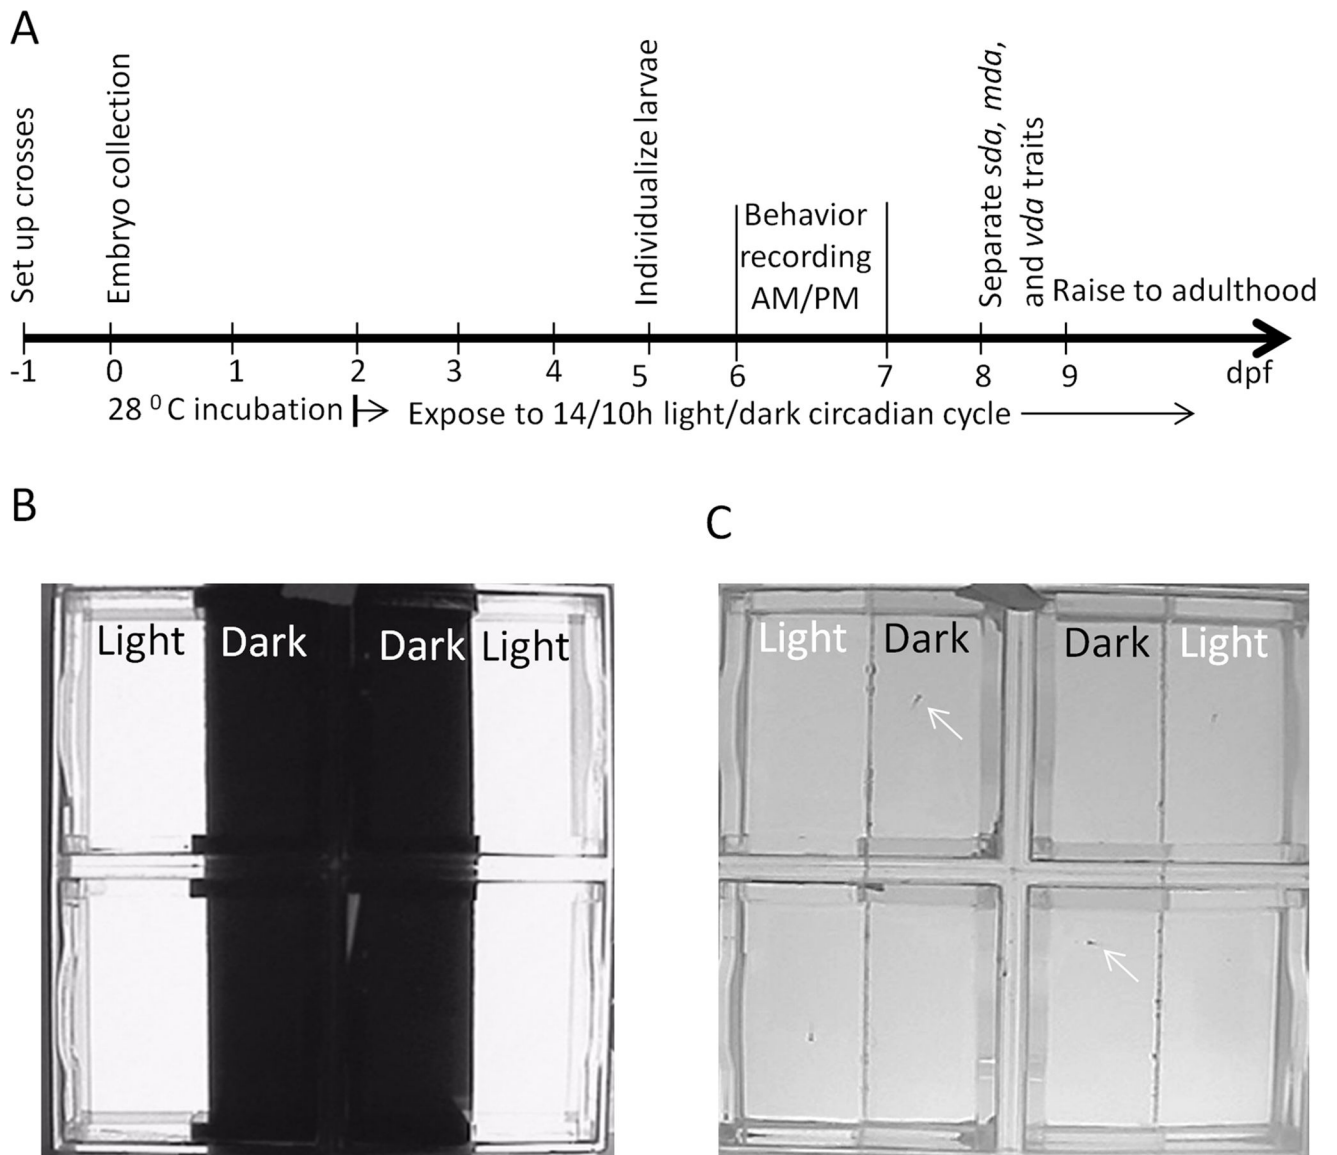 A
Set up crosses
Embryo collection
Individualize larvae
Behavior
recording
AM/PM
Separate sda, mda,
and vda traits
Raise to adulthood
-1 0 1 2 3 4 5 6 7 8 9 dpf
28 ⁰ C incubation
Expose to 14/10h light/dark circadian cycle
B
Light Dark Dark Light
C
Light Dark Dark Light